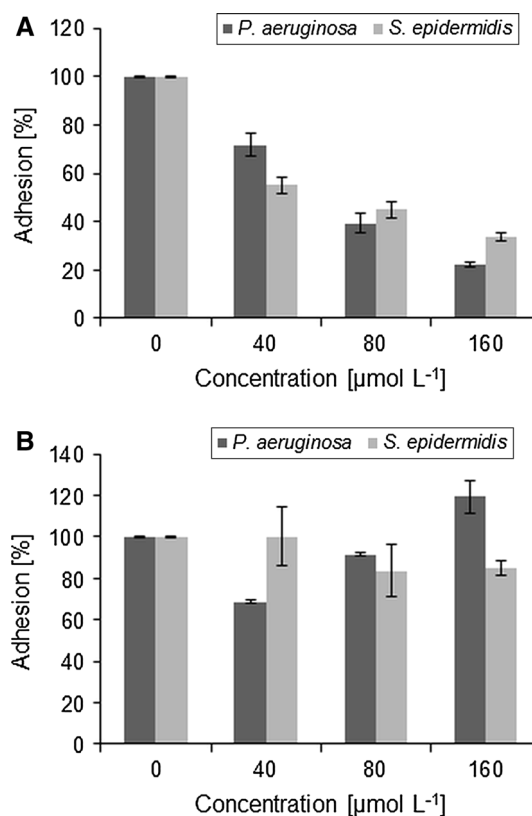 A
P. aeruginosa S. epidermidis
Adhesion [%]
120
100
80
60
40
20
0
0 40 80 160
Concentration [µmol L-1]
B
P. aeruginosa S. epidermidis
Adhesion [%]
140
120
100
80
60
40
20
0
0 40 80 160
Concentration [µmol L-1]